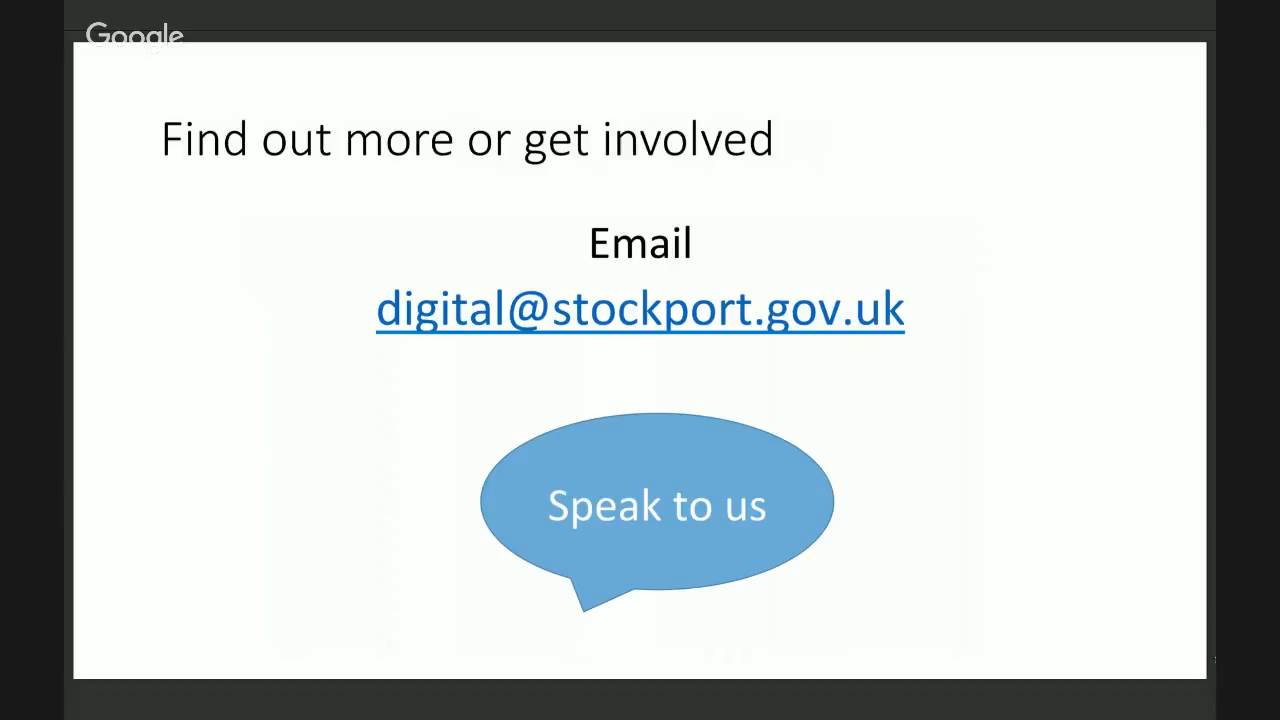 Google
Find out more or get involved
Email
digital@stockport.gov.uk
Speak to us